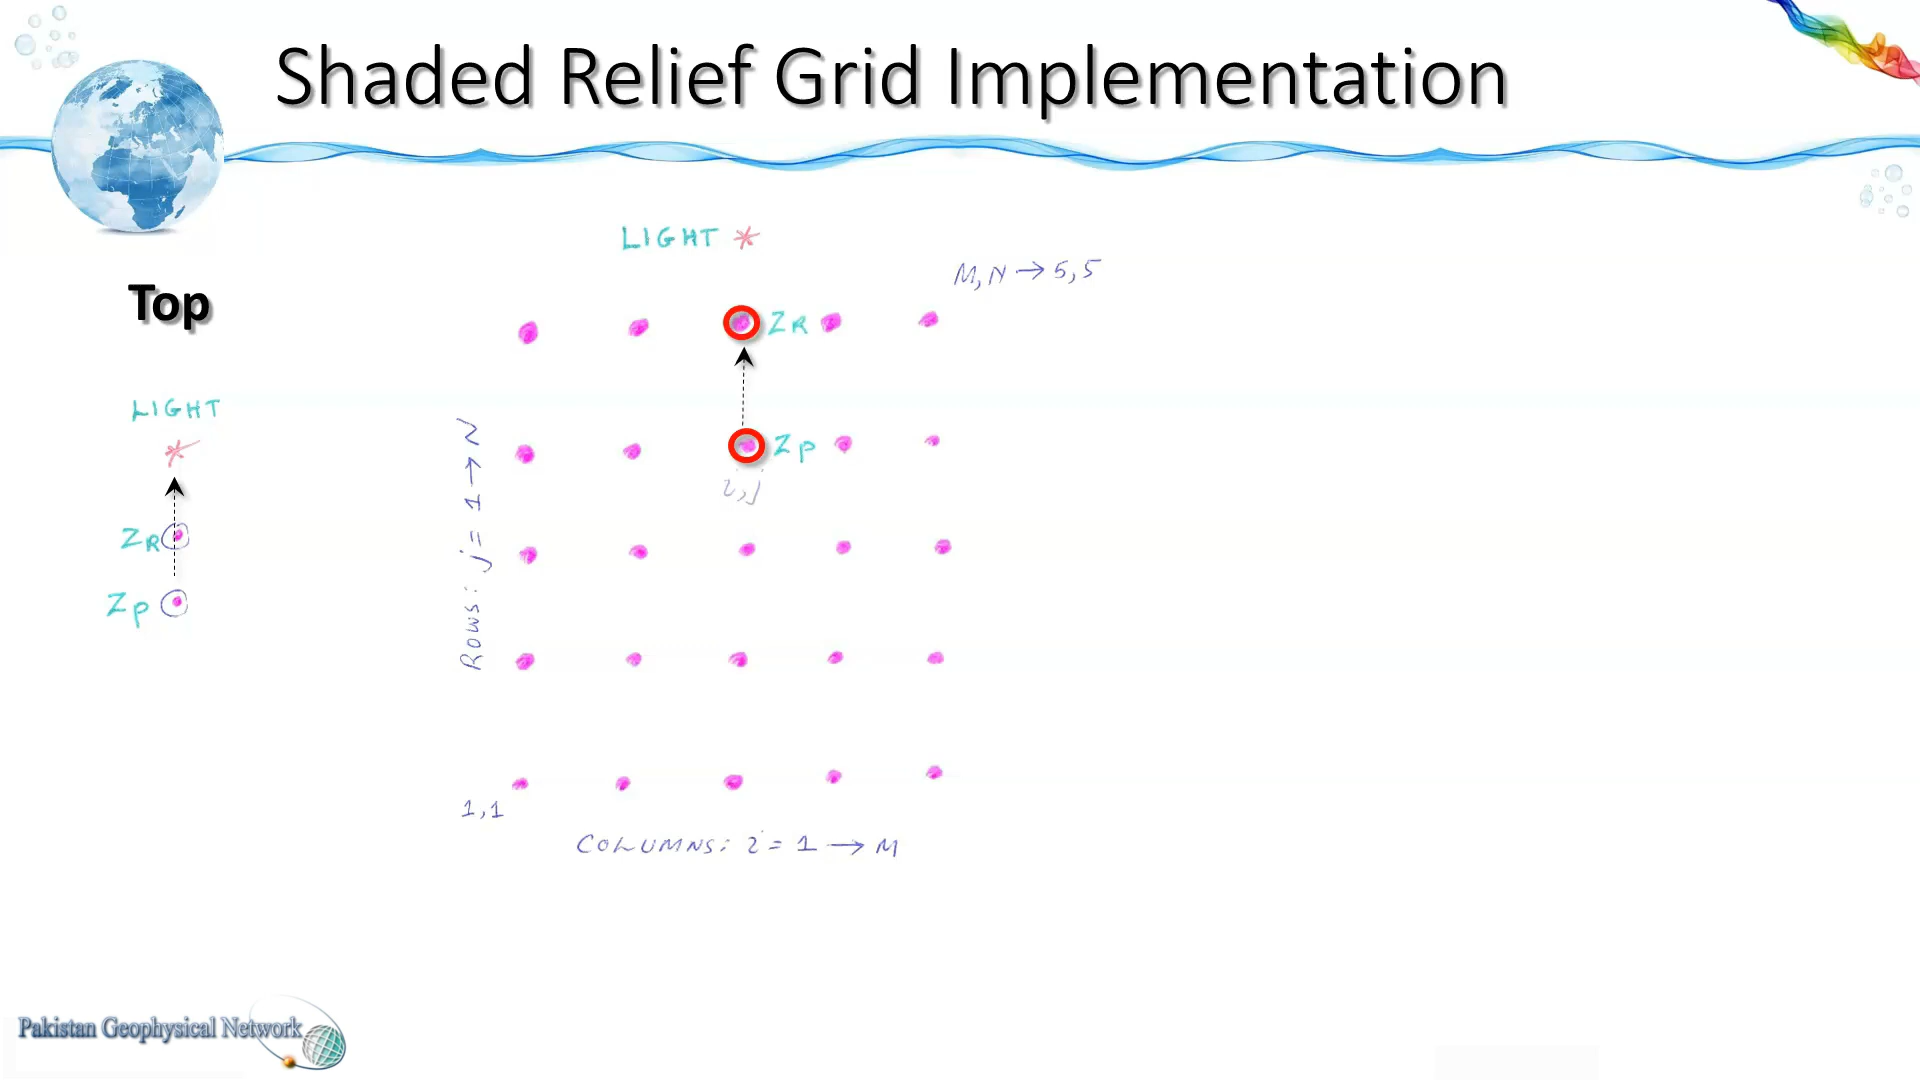 Shaded Relief Grid Implementation
LIGHT *
M, N → 5,5
Top
ZR
LIGHT
*
ZP
i,j
ROWS: j = 1 → N
ZR
ZP
1,1
COLUMNS: i = 1 → M
Pakistan Geophysical Network